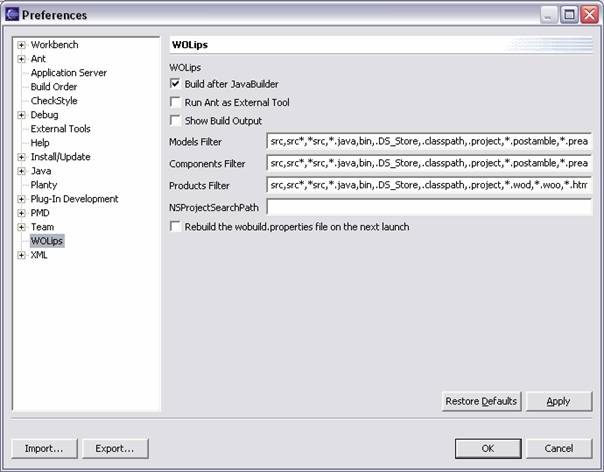 Preferences
Workbench
Ant
Application Server
Build Order
CheckStyle
Debug
External Tools
Help
Install/Update
Java
Planty
Plug-In Development
PMD
Team
WOLips
XML
WOLips
WOLips
Build after JavaBuilder
Run Ant as External Tool
Show Build Output
Models Filter src,src*,*src,*.java,bin,.DS_Store,.classpath,.project,*.postamble,*.prea
Components Filter src,src*,*src,*.java,bin,.DS_Store,.classpath,.project,*.postamble,*.prea
Products Filter src,src*,*src,*.java,bin,.DS_Store,.classpath,.project,*.wod,*.woo,*.htm
NSProjectSearchPath
Rebuild the wobuild.properties file on the next launch
Restore Defaults Apply
Import... Export... OK Cancel